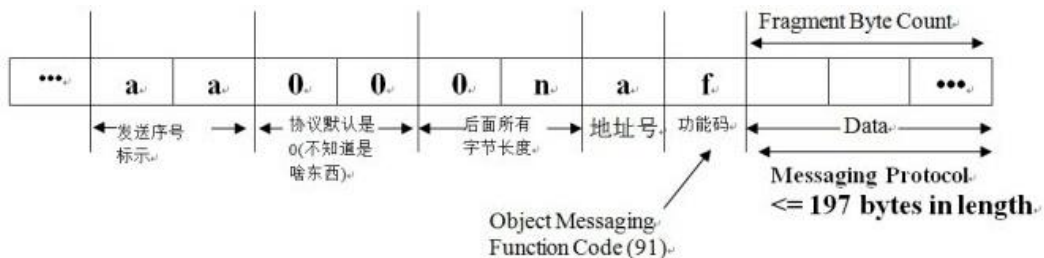 Fragment Byte Count
... a a 0 0 0 n a f ...
发送序号
标示
协议默认是
0(不知道是
啥东西)
后面所有
字节长度
地址号
功能码
Data
Messaging Protocol
<= 197 bytes in length
Object Messaging
Function Code (91)